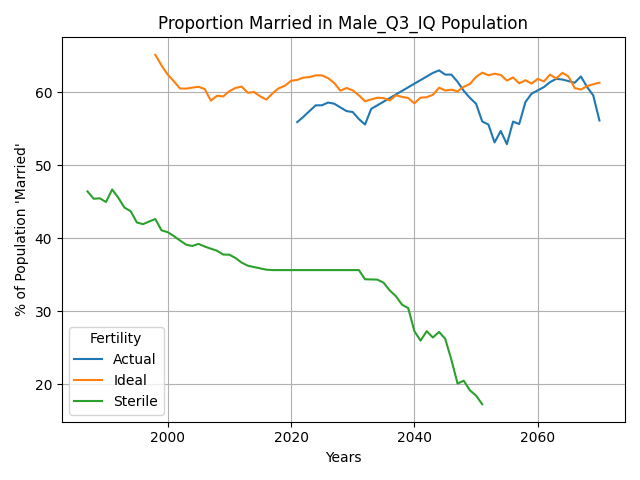 Proportion Married in Male_Q3_IQ Population
% of Population 'Married'
60
50
40
30
20
Fertility
Actual
Ideal
Sterile
2000
2020
2040
2060
Years